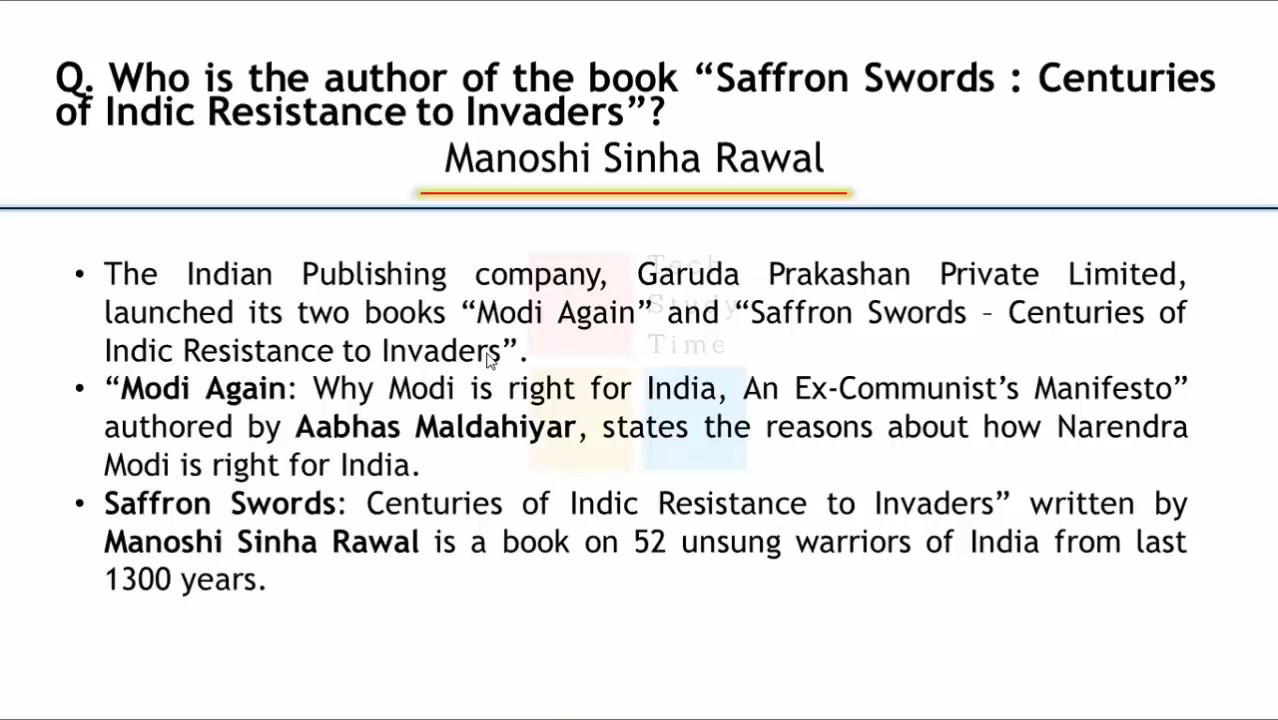 Q. Who is the author of the book “Saffron Swords : Centuries
of Indic Resistance to Invaders”?
Manoshi Sinha Rawal
• The Indian Publishing company, Garuda Prakashan Private Limited,
launched its two books “Modi Again” and “Saffron Swords – Centuries of
Indic Resistance to Invaders”.
• “Modi Again: Why Modi is right for India, An Ex-Communist’s Manifesto”
authored by Aabhas Maldahiyar, states the reasons about how Narendra
Modi is right for India.
• Saffron Swords: Centuries of Indic Resistance to Invaders” written by
Manoshi Sinha Rawal is a book on 52 unsung warriors of India from last
1300 years.
Tech
Study
Time